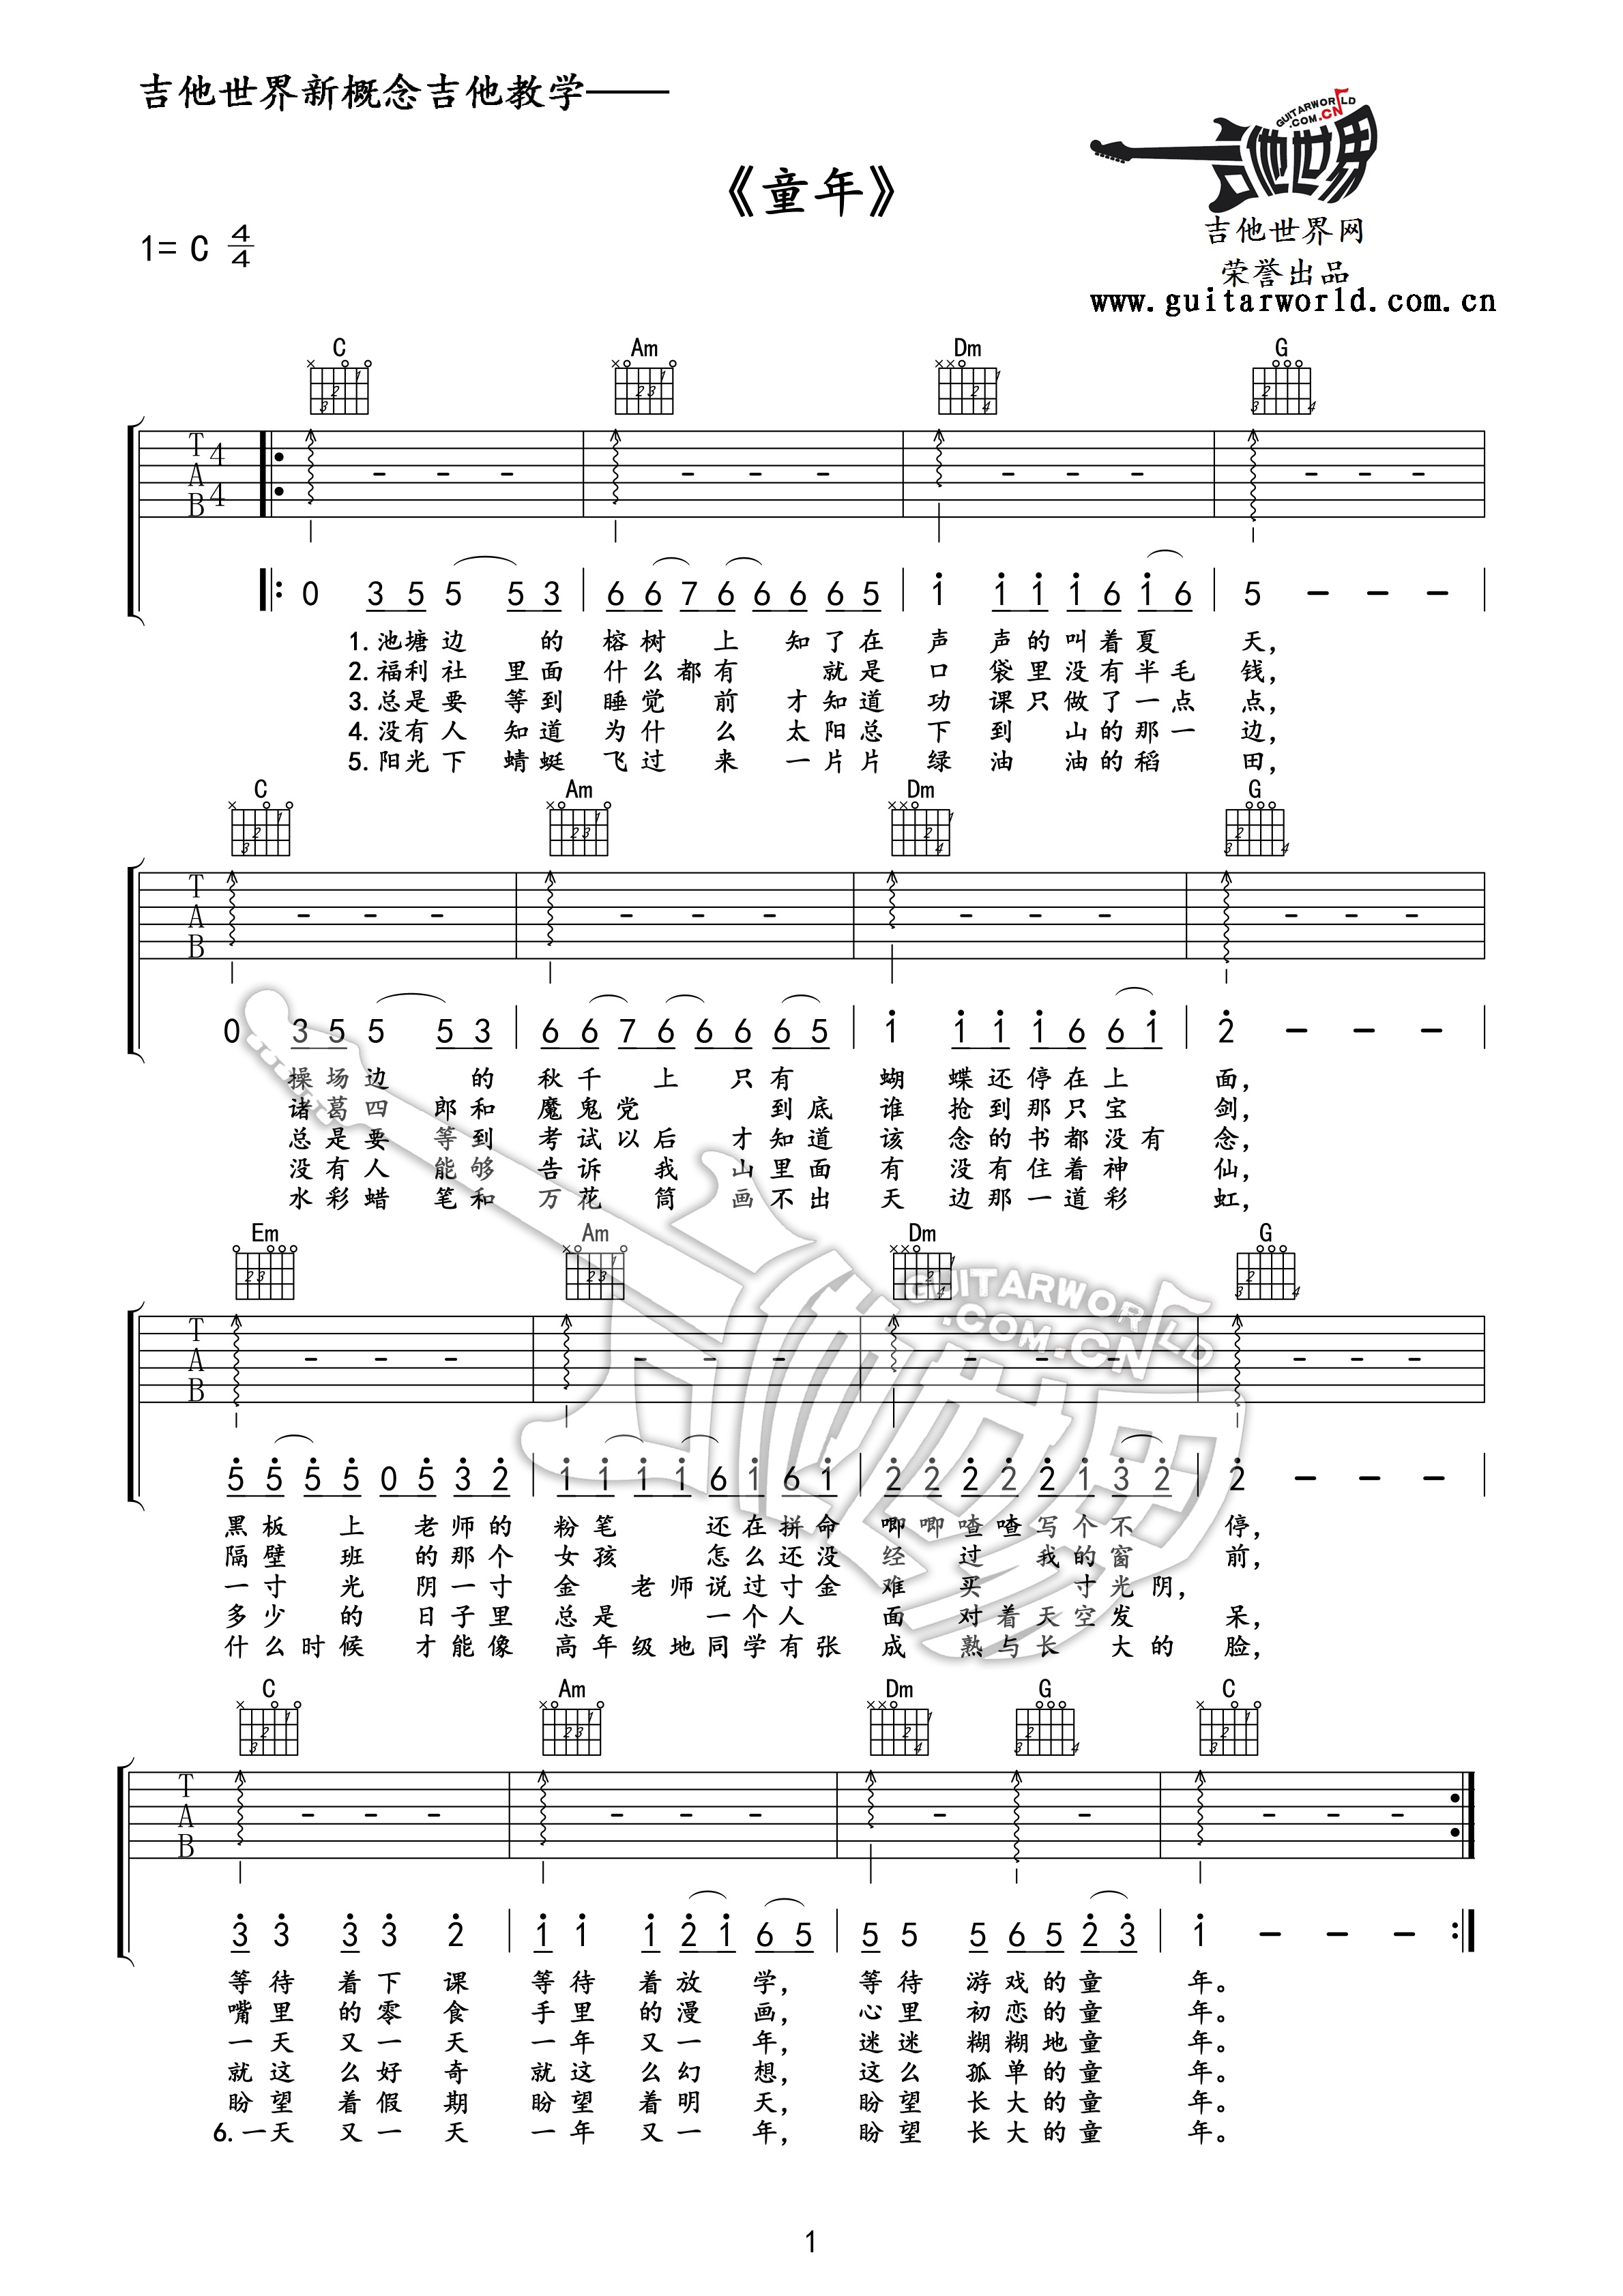 吉他世界新概念吉他教学——
GUITARWORLD
.COM.CN
吉他世界
《童年》
吉他世界网
1= C 4/4
荣誉出品
www.guitarworld.com.cn
C Am Dm G
T A B 4 4
0 3 5 5 5 3 6 6 7 6 6 6 6 5 1 1 1 1 6 1 6 5 — — —
1.池塘边 的 榕树 上 知了在 声 声的叫着夏 天，
2.福利社 里面 什么都有 就是 口 袋里没有半毛 钱，
3.总是要 等到 睡觉 前 才知道 功 课只做了一点 点，
4.没有人 知道 为什 么 太阳总 下 到 山的那一 边，
5.阳光下 蜻蜓 飞过 来 一片片 绿 油 油的稻 田，
C Am Dm G
T A B
0 3 5 5 5 3 6 6 7 6 6 6 6 5 1 1 1 1 6 6 1 2 — — —
操场边 的 秋千 上 只有 蝴 蝶还停在上 面，
诸葛四 郎和 魔鬼党 到底 谁 抢到那只宝 剑，
总是要 等到 考试以后 才知道 该 念的书都没有 念，
没有人 能够 告诉 我 山里面 有 没有住着神 仙，
水彩蜡 笔和 万花 筒 画不出 天 边那一道彩 虹，
Em Am Dm G
GUITARWORLD
.COM.CN
吉他世界
T A B
5 5 5 5 0 5 3 2 1 1 1 1 6 1 6 1 2 2 2 2 2 1 3 2 2 — — —
黑板 上 老师的 粉笔 还在拼命 唧唧喳喳写个不 停，
隔壁 班 的那个 女孩 怎么还没 经 过 我的窗 前，
一寸 光 阴一寸 金 老师说过寸金 难 买 寸光阴，
多少 的 日子里 总是 一个人 面 对着天空发 呆，
什么时候 才能像 高年级地同学有张 成 熟与长 大的 脸，
C Am Dm G C
T A B
3 3 3 3 2 1 1 1 2 1 6 5 5 5 5 6 5 2 3 1 — — —
等待 着下 课 等待 着放 学， 等待 游戏的童 年。
嘴里 的零 食 手里 的漫 画， 心里 初恋的童 年。
一天 又一 天 一年 又一 年， 迷迷 糊糊地童 年。
就这 么好 奇 就这 么幻 想， 这么 孤单的童 年。
盼望 着假 期 盼望 着明 天， 盼望 长大的童 年。
6.一天 又一 天 一年 又一 年， 盼望 长大的童 年。
1